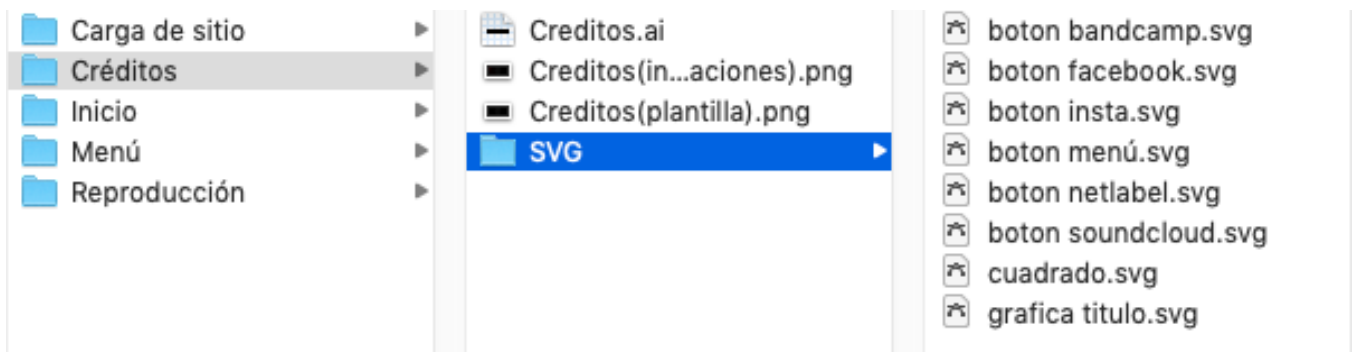 Carga de sitio
Créditos
Inicio
Menú
Reproducción
Creditos.ai
Creditos(in...aciones).png
Creditos(plantilla).png
SVG
boton bandcamp.svg
boton facebook.svg
boton insta.svg
boton menú.svg
boton netlabel.svg
boton soundcloud.svg
cuadrado.svg
grafica titulo.svg